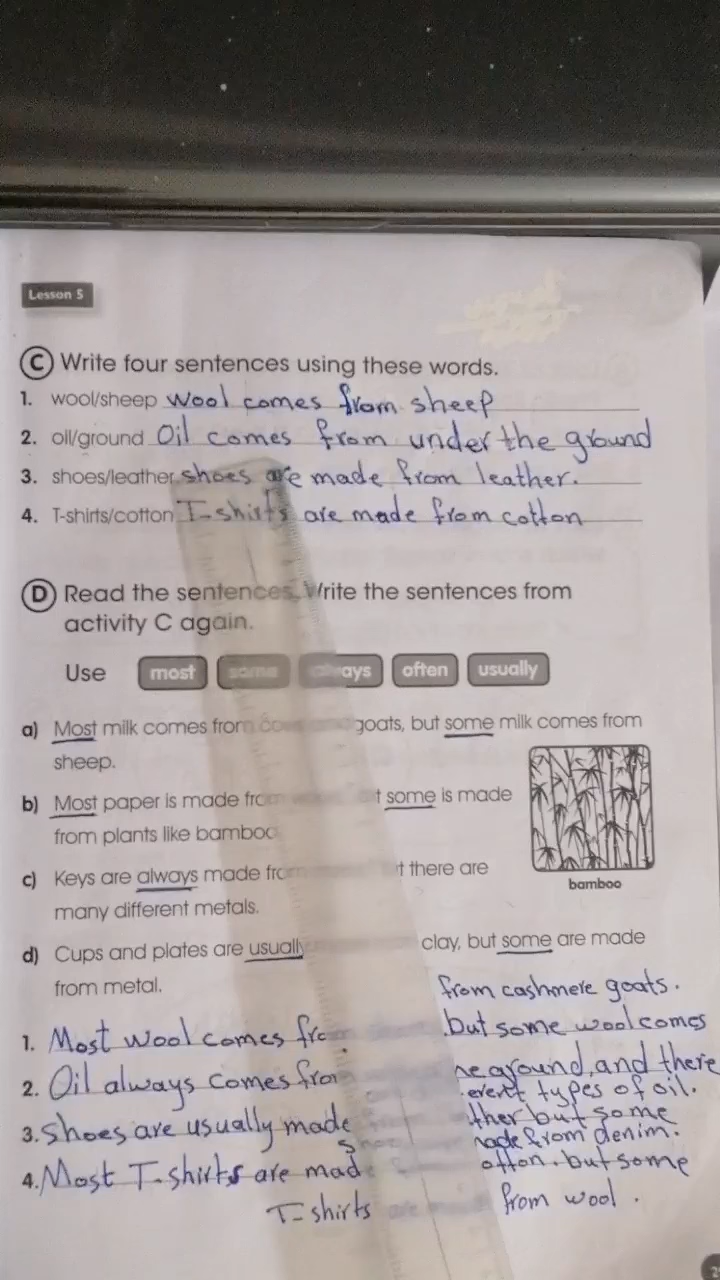 Lesson 5
C Write four sentences using these words.
1. wool/sheep Wool comes from sheep
2. oil/ground Oil comes from under the ground
3. shoes/leather shoes are made from leather.
4. T-shirts/cotton T-shirts are made from cotton
D Read the sentences. Write the sentences from
activity C again.
Use most some always often usually
a) Most milk comes from goats, but some milk comes from
sheep.
b) Most paper is made from some is made
from plants like bamboo
c) Keys are always made from there are
many different metals.
bamboo
d) Cups and plates are usually clay, but some are made
from metal.
from cashmere goats.
1. Most wool comes from but some wool comes
2. Oil always comes from ground, and there
types of oil.
3. Shoes are usually made but some
from denim.
4. Most T-shirts are made but some
T-shirts are made from wool.